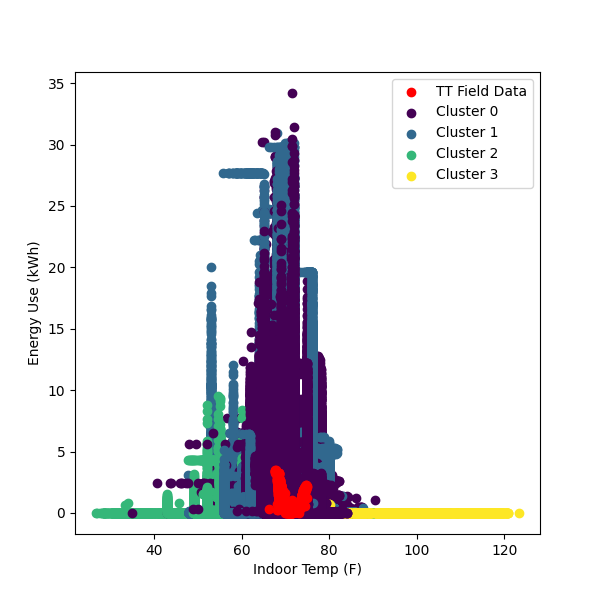 TT Field Data
Cluster 0
Cluster 1
Cluster 2
Cluster 3
35
30
25
20
15
10
5
0
Energy Use (kWh)
40 60 80 100 120
Indoor Temp (F)